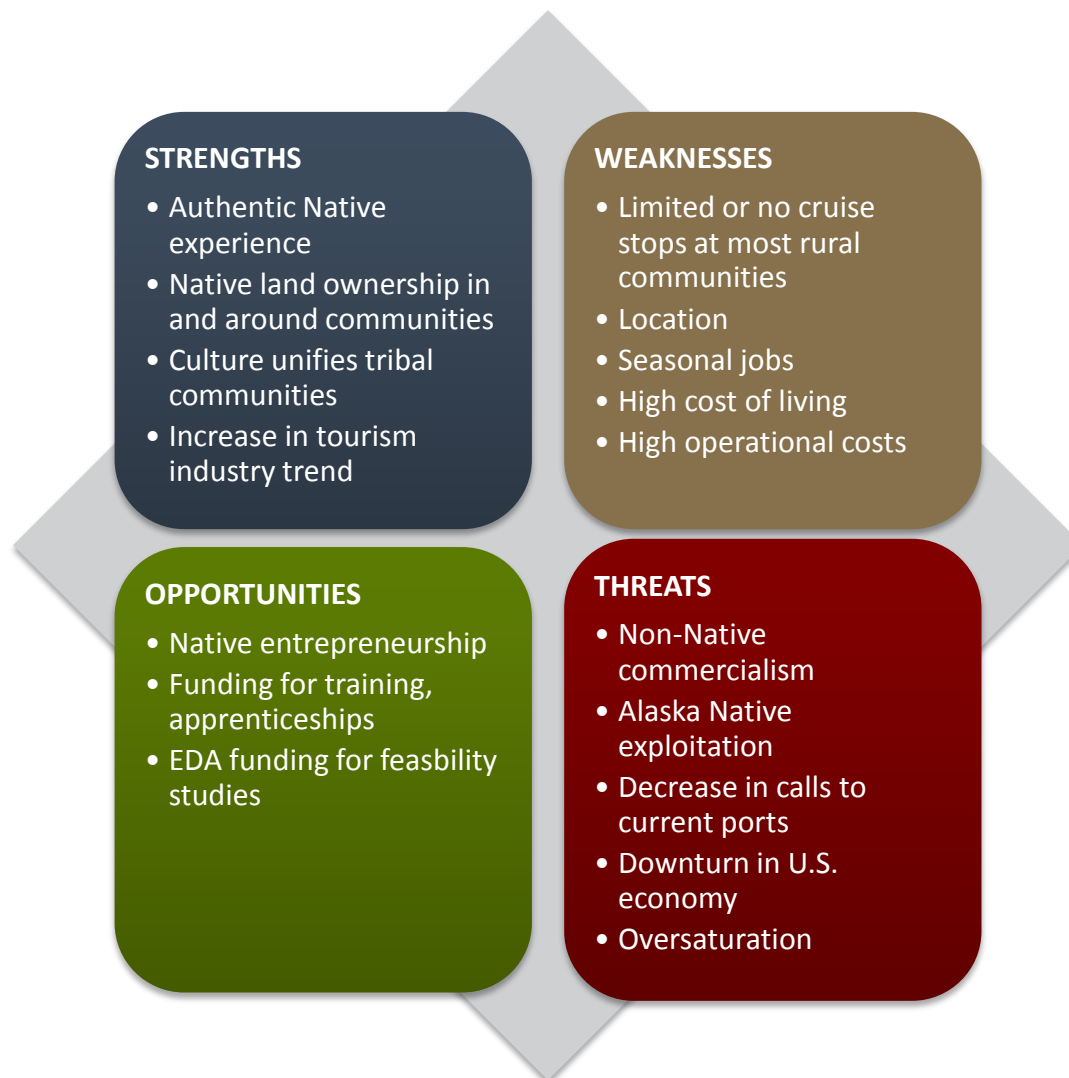 STRENGTHS
• Authentic Native
experience
• Native land ownership in
and around communities
• Culture unifies tribal
communities
• Increase in tourism
industry trend
WEAKNESSES
• Limited or no cruise
stops at most rural
communities
• Location
• Seasonal jobs
• High cost of living
• High operational costs
OPPORTUNITIES
• Native entrepreneurship
• Funding for training,
apprenticeships
• EDA funding for feasbility
studies
THREATS
• Non-Native
commercialism
• Alaska Native
exploitation
• Decrease in calls to
current ports
• Downturn in U.S.
economy
• Oversaturation